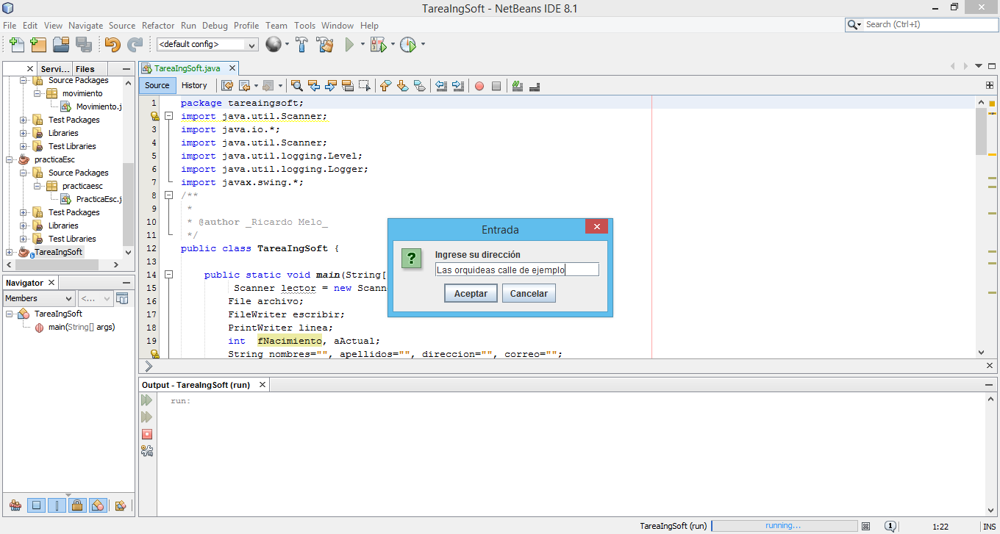 TareaIngSoft - NetBeans IDE 8.1
File Edit View Navigate Source Refactor Run Debug Profile Team Tools Window Help
Search (Ctrl+I)
<default config>
Servi... Files
Source Packages
movimiento
Movimiento.j
Test Packages
Libraries
Test Libraries
practicaEsc
Source Packages
practicaesc
PracticaEsc.j
Test Packages
Libraries
Test Libraries
TareaIngSoft
Navigator
Members <...
TareaIngSoft
main(String[] args)
TareaIngSoft.java
Source History
1 package tareaingsoft;
import java.util.Scanner;
3 import java.io.*;
4 import java.util.Scanner;
5 import java.util.logging.Level;
6 import java.util.logging.Logger;
7 import javax.swing.*;
8 /**
9 *
10 * @author _Ricardo Melo_
11 */
12 public class TareaIngSoft {
13
14 public static void main(String[
15 Scanner lector = new Scann
16 File archivo;
17 FileWriter escribir;
18 PrintWriter linea;
19 int fNacimiento, aActual;
String nombres="", apellidos="", direccion="", correo="";
Entrada
Ingrese su dirección
Las orquideas calle de ejemplo
Aceptar Cancelar
Output - TareaIngSoft (run)
run:
TareaIngSoft (run) running... 1 1:22 INS